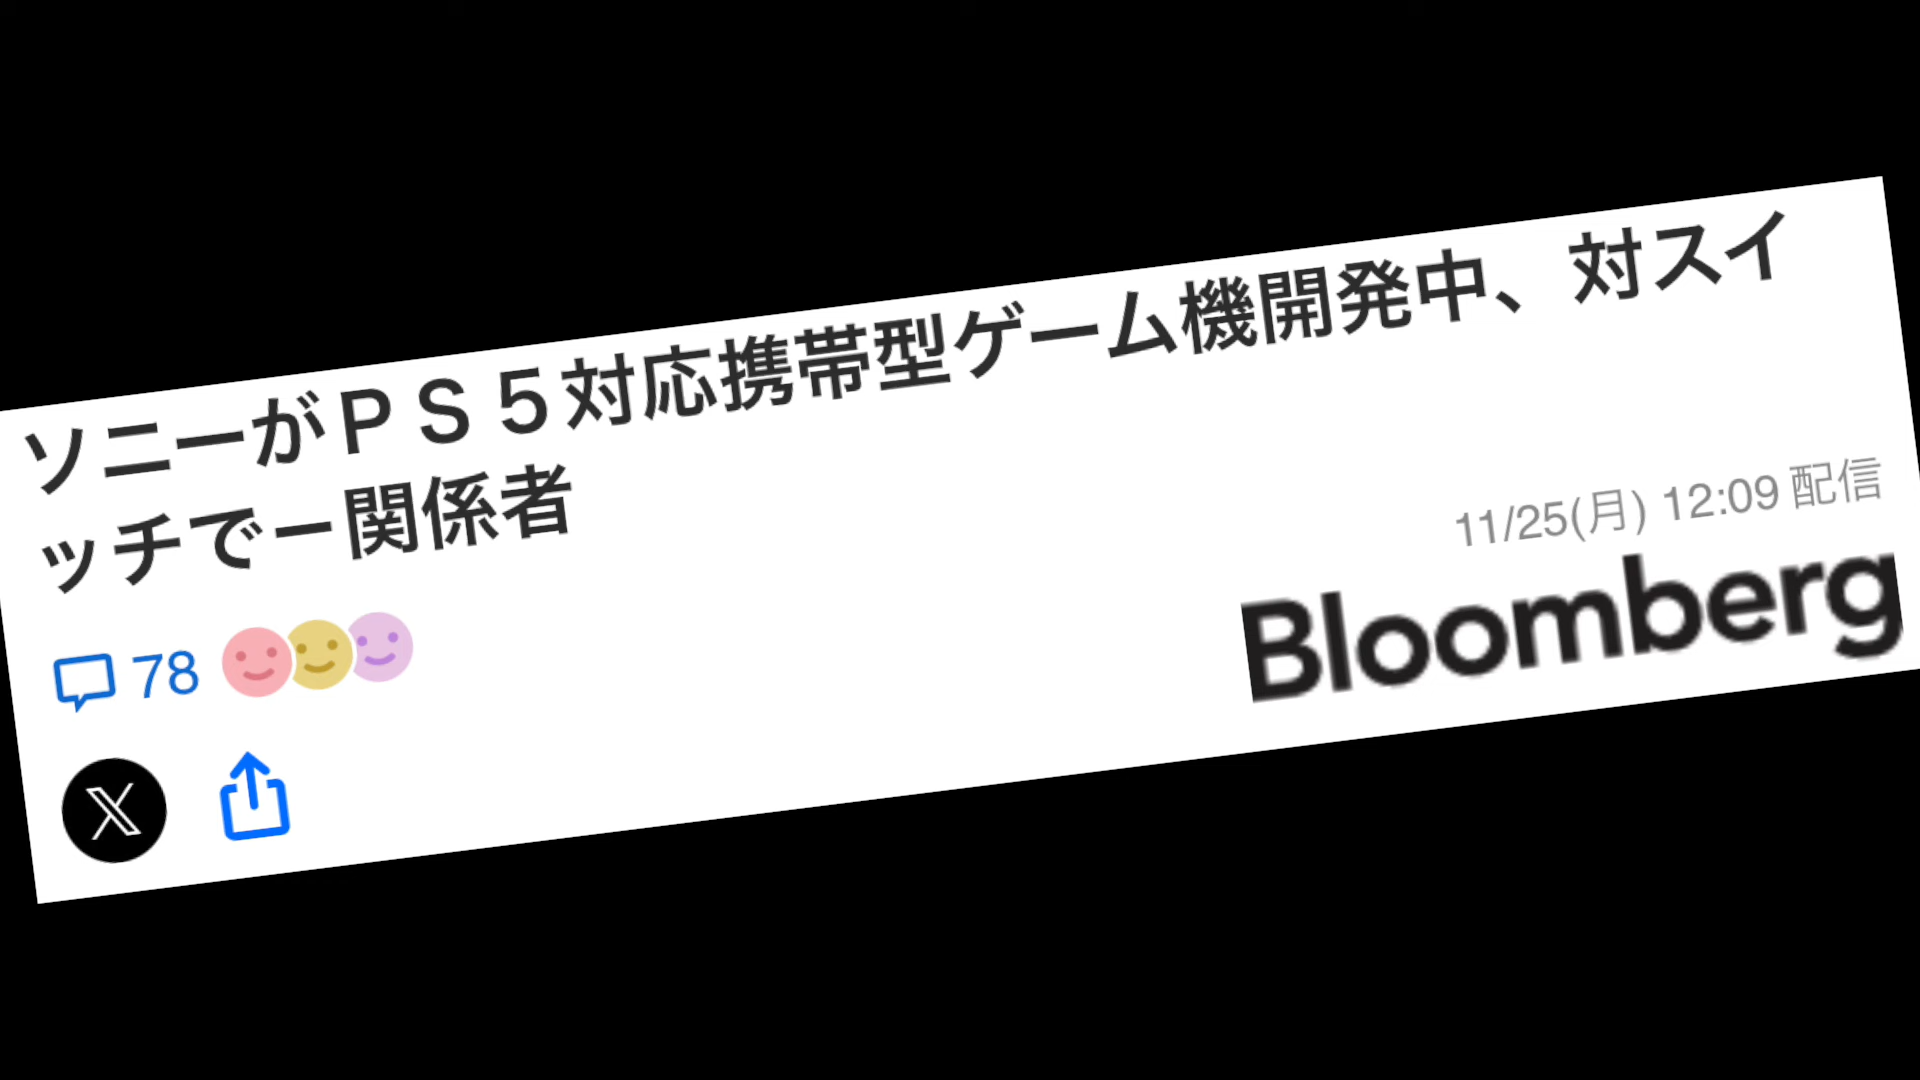 ソニーがＰＳ５対応携帯型ゲーム機開発中、対スイ
ッチで－関係者
11/25(月) 12:09 配信
78
Bloomberg